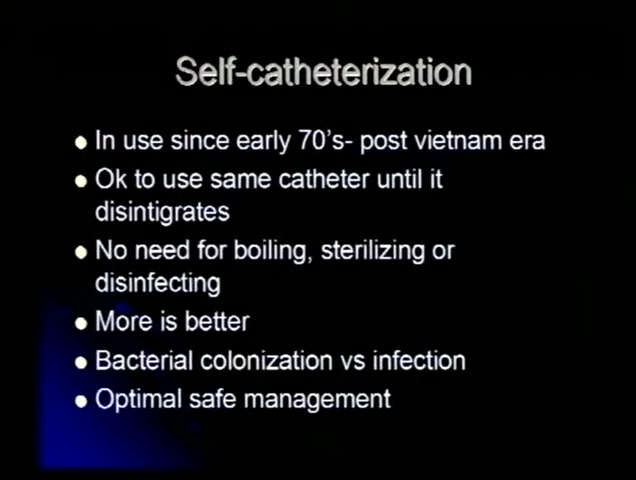 Self-catheterization
In use since early 70's- post vietnam era
Ok to use same catheter until it
disintigrates
No need for boiling, sterilizing or
disinfecting
More is better
Bacterial colonization vs infection
Optimal safe management